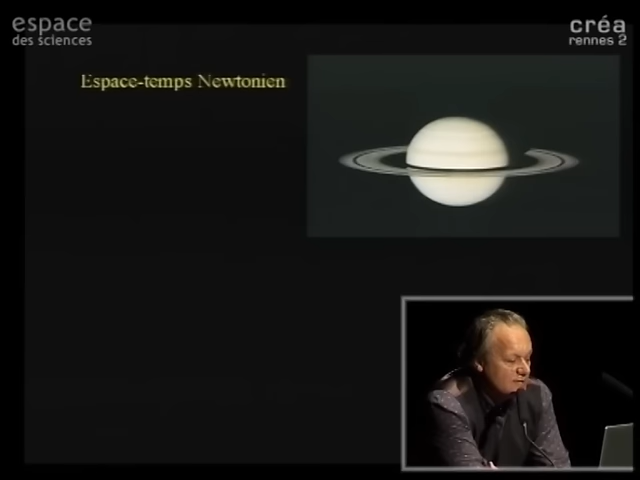 espace
des sciences
créa
rennes 2
Espace-temps Newtonien